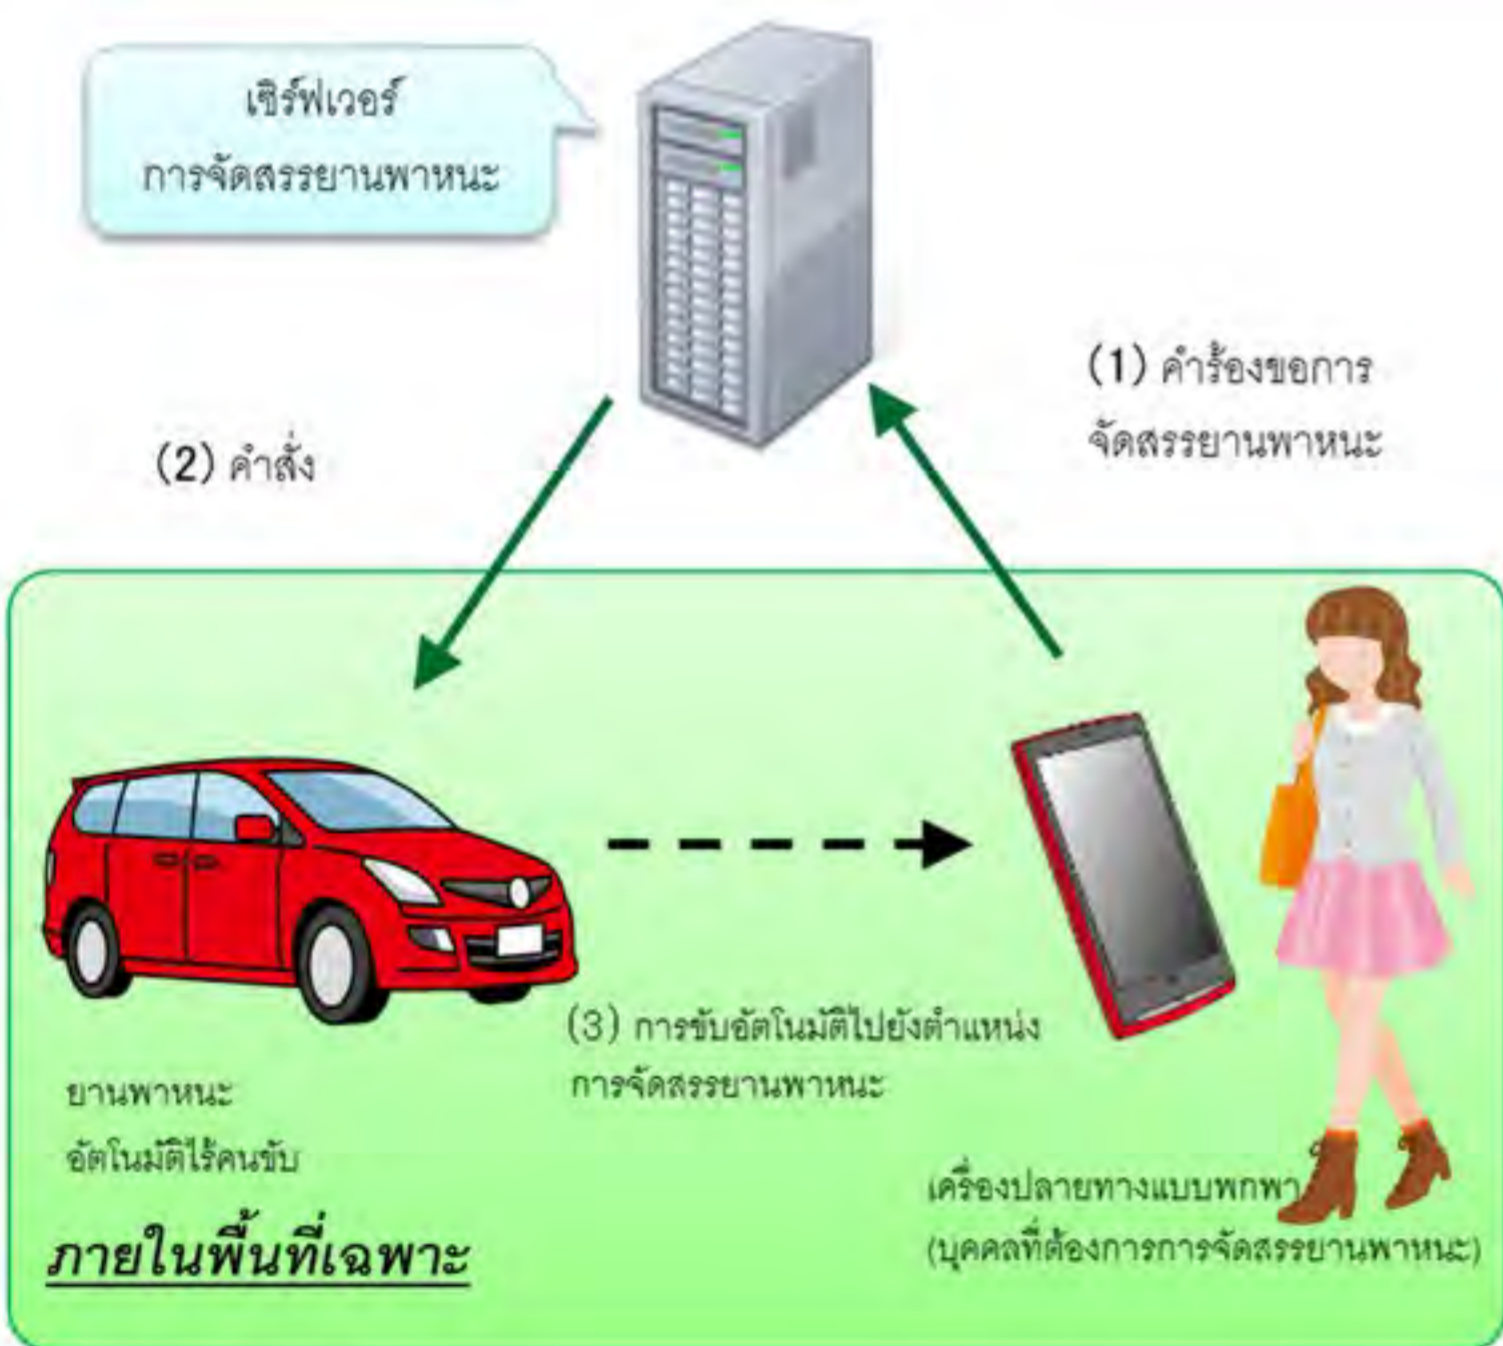 เซิร์ฟเวอร์
การจัดสรรยานพาหนะ
(1) คำร้องขอการ
จัดสรรยานพาหนะ
(2) คำสั่ง
(3) การขับอัตโนมัติไปยังตำแหน่ง
การจัดสรรยานพาหนะ
ยานพาหนะ
อัตโนมัติไร้คนขับ
เครื่องปลายทางแบบพกพา
(บุคคลที่ต้องการการจัดสรรยานพาหนะ)
ภายในพื้นที่เฉพาะ